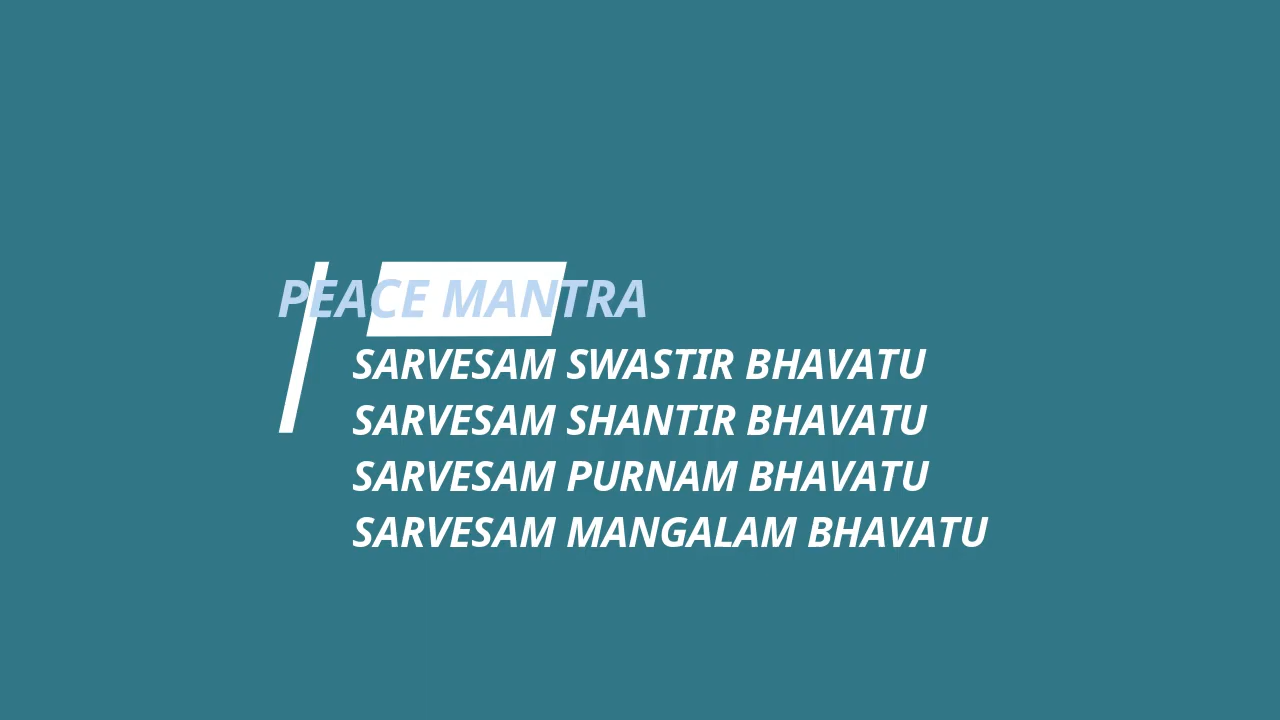 PEACE MANTRA
SARVESAM SWASTIR BHAVATU
SARVESAM SHANTIR BHAVATU
SARVESAM PURNAM BHAVATU
SARVESAM MANGALAM BHAVATU